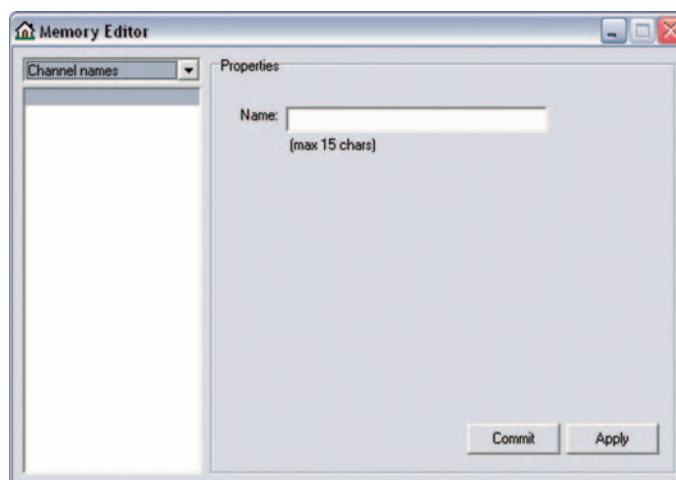 Memory Editor
Channel names
Properties
Name:
(max 15 chars)
Commit
Apply